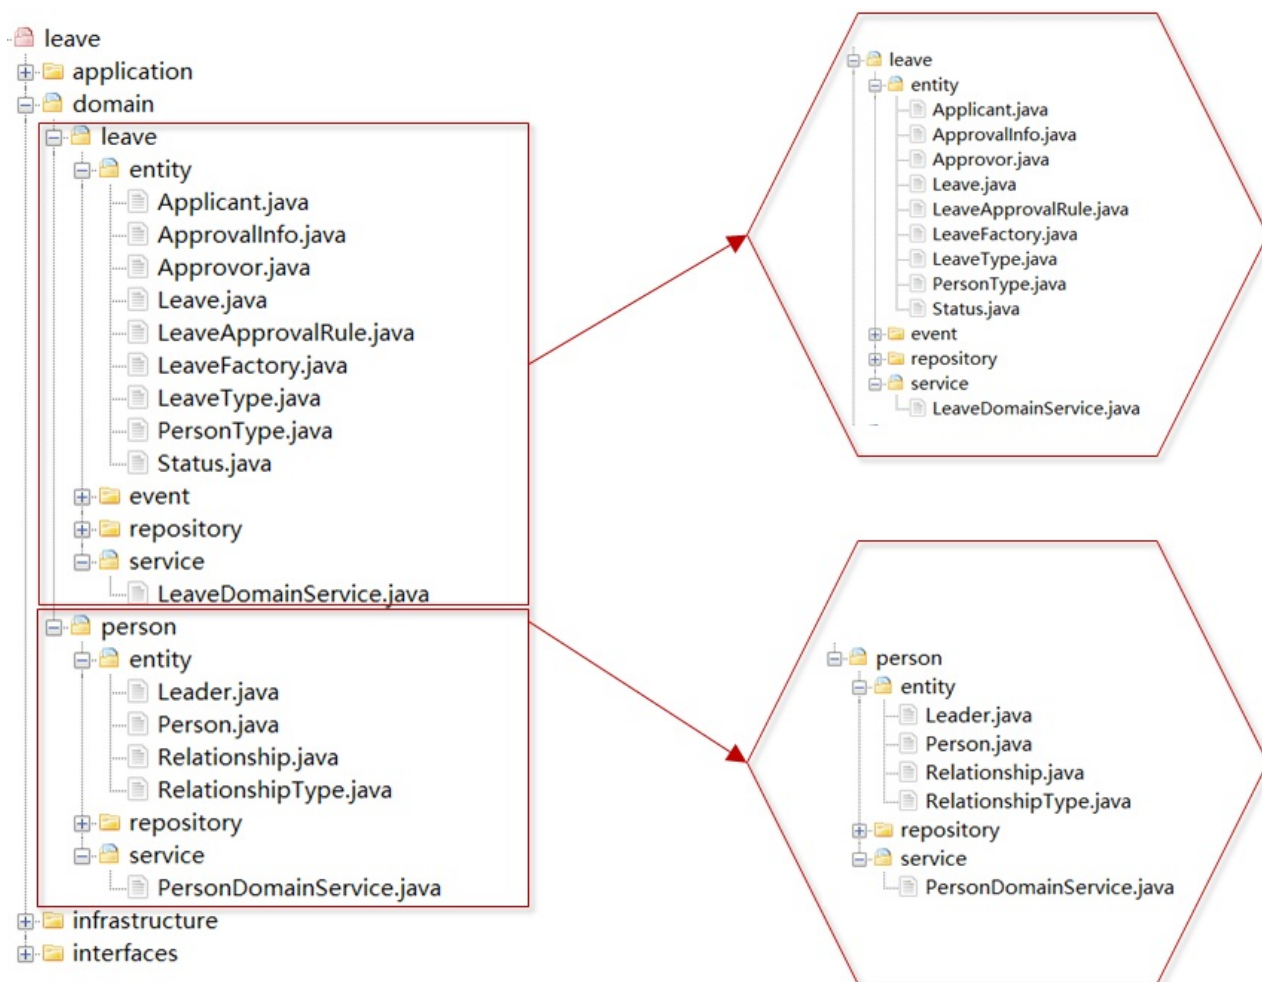 leave
application
domain
leave
entity
Applicant.java
ApprovalInfo.java
Approvor.java
Leave.java
LeaveApprovalRule.java
LeaveFactory.java
LeaveType.java
PersonType.java
Status.java
event
repository
service
LeaveDomainService.java
person
entity
Leader.java
Person.java
Relationship.java
RelationshipType.java
repository
service
PersonDomainService.java
infrastructure
interfaces
leave
entity
Applicant.java
ApprovalInfo.java
Approvor.java
Leave.java
LeaveApprovalRule.java
LeaveFactory.java
LeaveType.java
PersonType.java
Status.java
event
repository
service
LeaveDomainService.java
person
entity
Leader.java
Person.java
Relationship.java
RelationshipType.java
repository
service
PersonDomainService.java